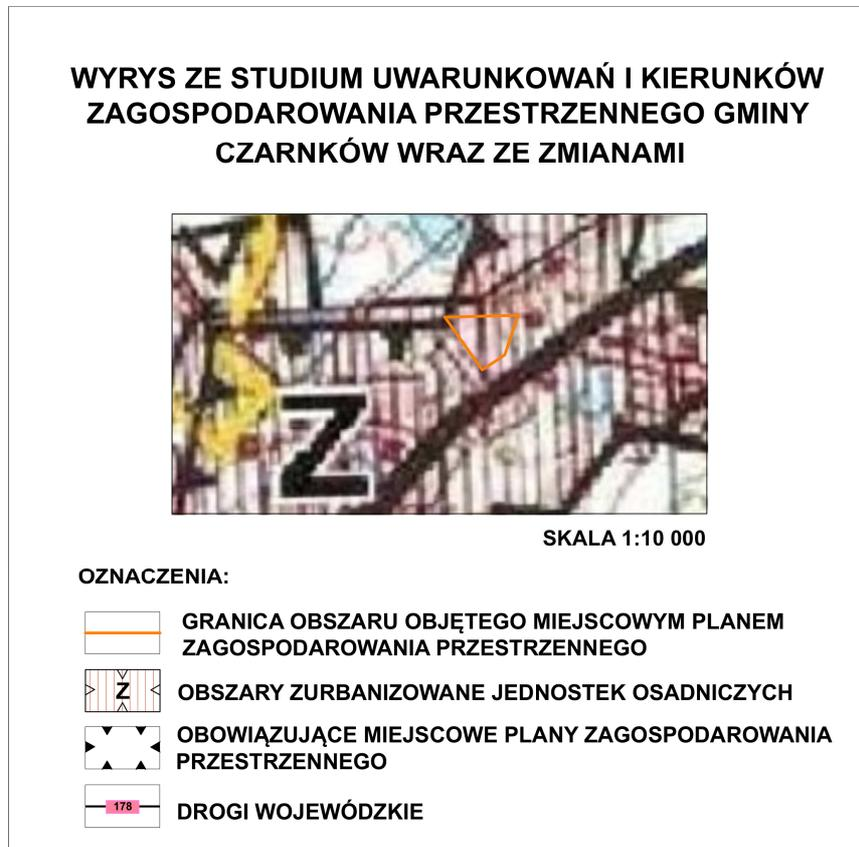 WYRYS ZE STUDIUM UWARUNKOWAŃ I KIERUNKÓW
ZAGOSPODAROWANIA PRZESTRZENNEGO GMINY
CZARNKÓW WRAZ ZE ZMIANAMI
Z
SKALA 1:10 000
OZNACZENIA:
GRANICA OBSZARU OBJĘTEGO MIEJSCOWYM PLANEM
ZAGOSPODAROWANIA PRZESTRZENNEGO
Z
OBSZARY ZURBANIZOWANE JEDNOSTEK OSADNICZYCH
OBOWIĄZUJĄCE MIEJSCOWE PLANY ZAGOSPODAROWANIA
PRZESTRZENNEGO
178
DROGI WOJEWÓDZKIE